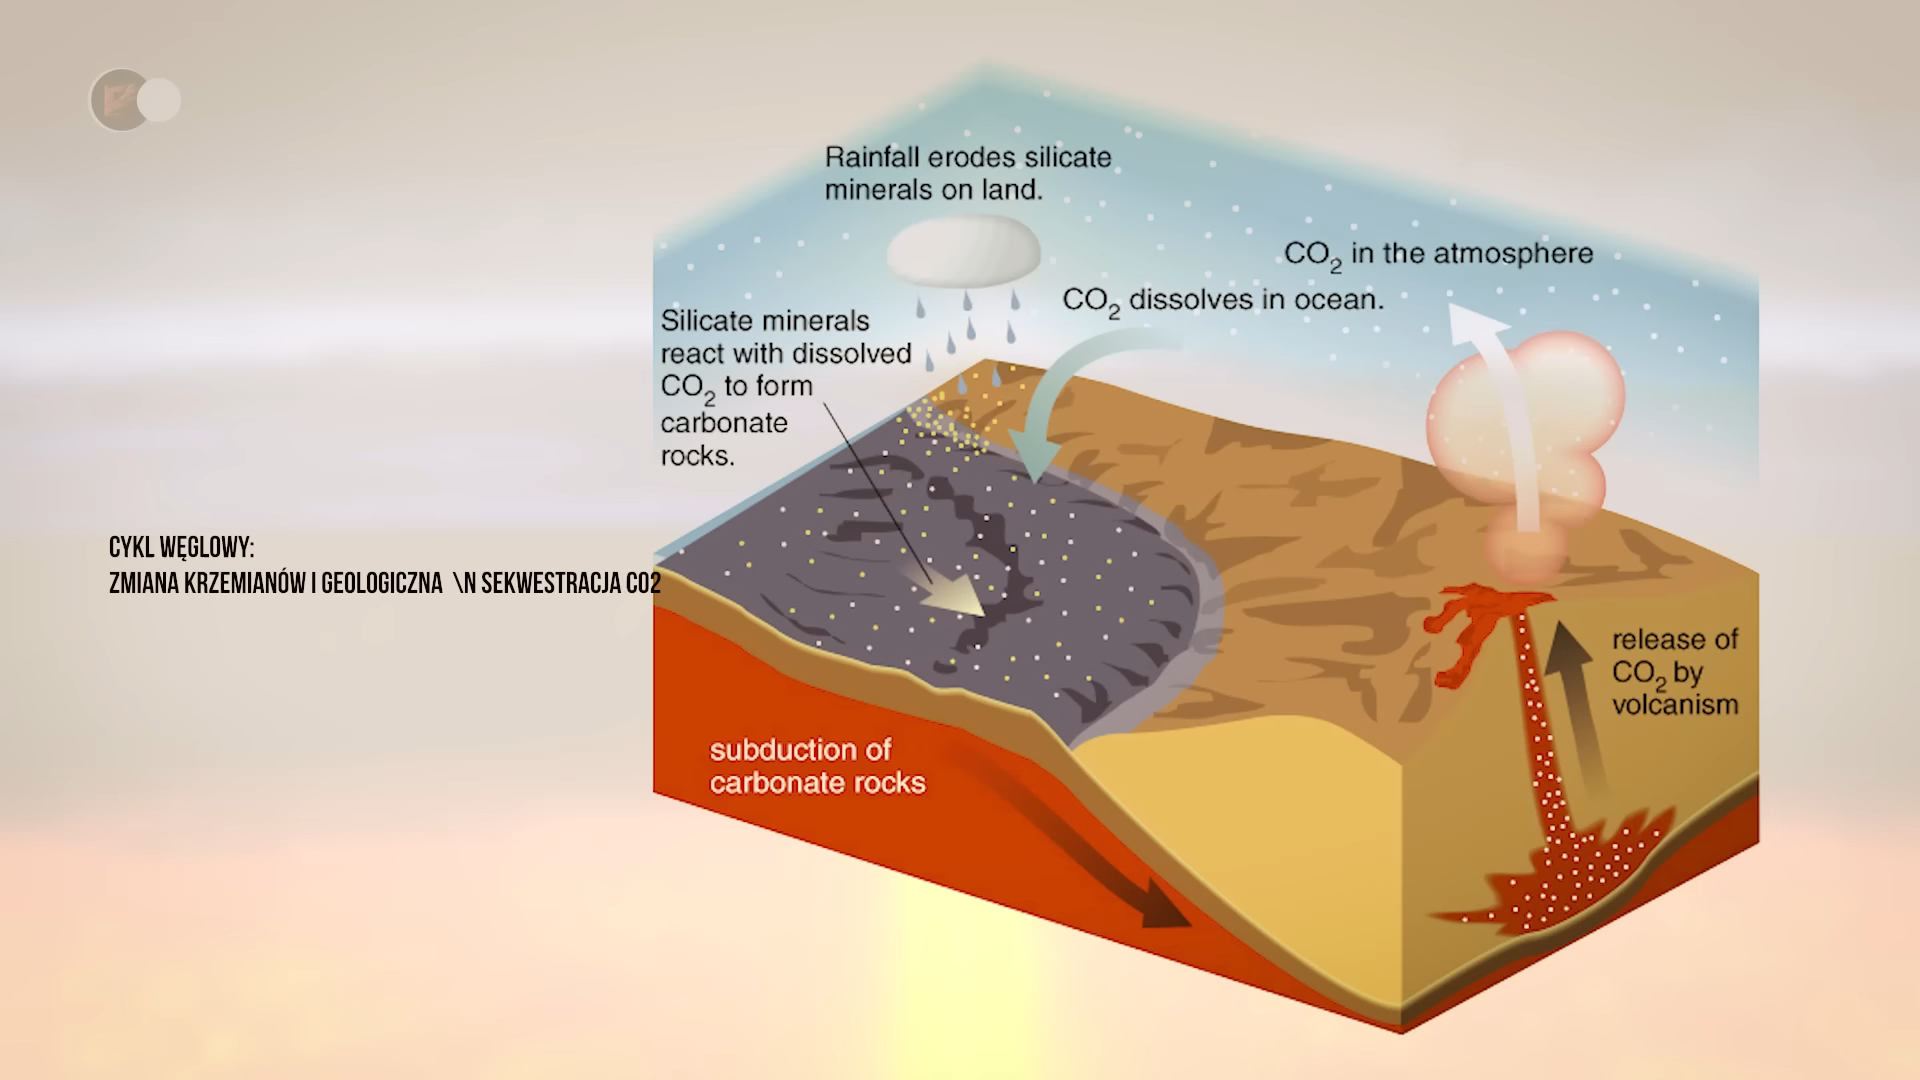 Rainfall erodes silicate
minerals on land.
CO2 in the atmosphere
CO2 dissolves in ocean.
Silicate minerals
react with dissolved
CO2 to form
carbonate
rocks.
CYKL WĘGLOWY:
ZMIANA KRZEMIANÓW I GEOLOGICZNA \N SEKWESTRACJA CO2
release of
CO2 by
volcanism
subduction of
carbonate rocks